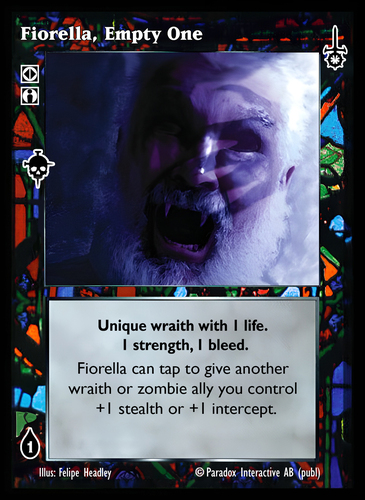 Fiorella, Empty One
Unique wraith with 1 life.
1 strength, 1 bleed.
Fiorella can tap to give another
wraith or zombie ally you control
+1 stealth or +1 intercept.
1
Illus: Felipe Headley © Paradox Interactive AB (publ)